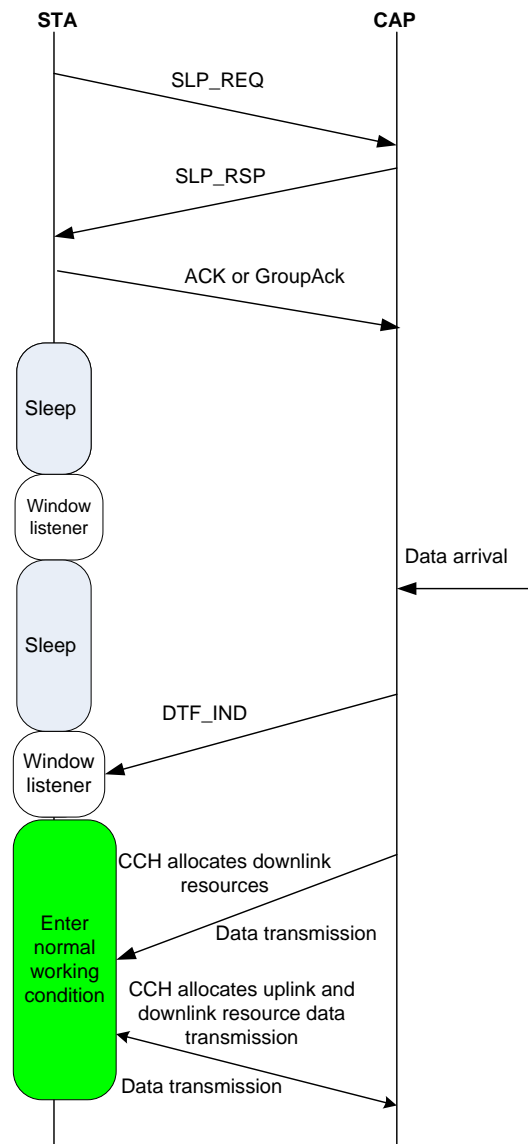 STA
CAP
SLP_REQ
SLP_RSP
ACK or GroupAck
Sleep
Window
listener
Data arrival
Sleep
DTF_IND
Window
listener
CCH allocates downlink
resources
Enter
normal
working
condition
Data transmission
CCH allocates uplink and
downlink resource data
transmission
Data transmission